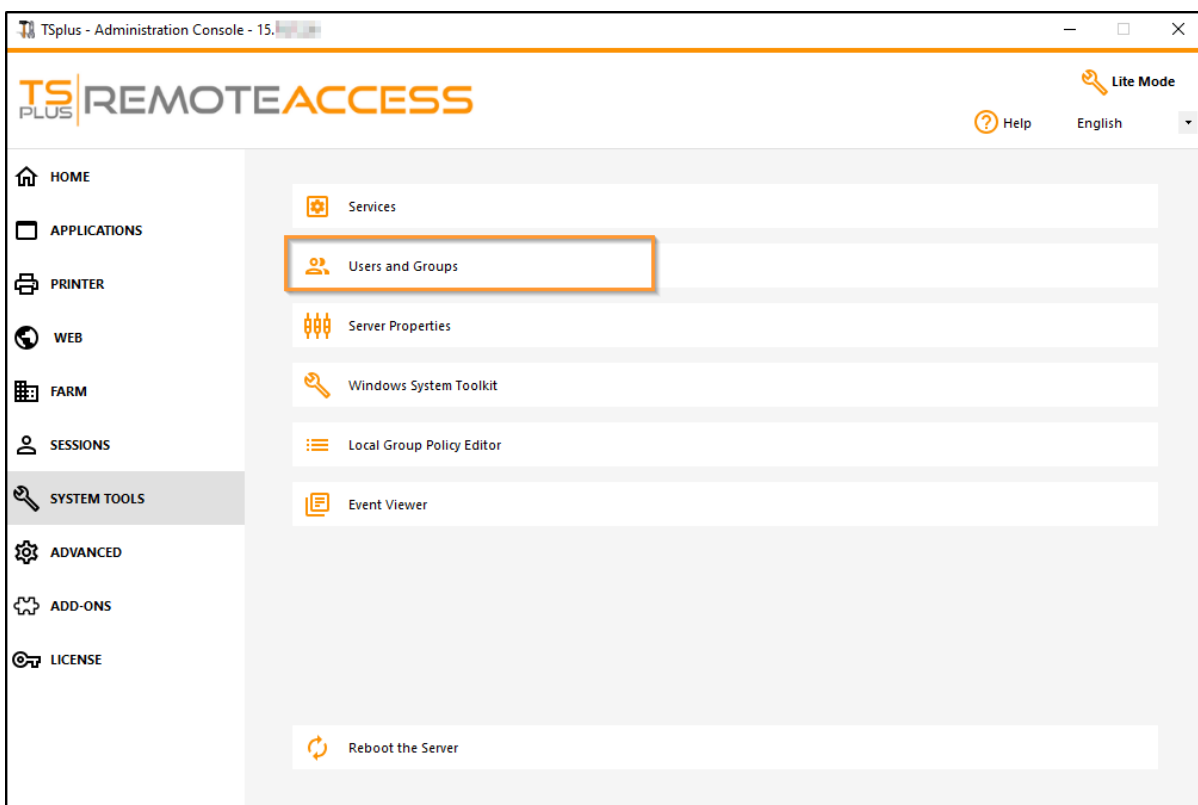 TSplus - Administration Console - 15.
TS PLUS REMOTEACCESS
Lite Mode
Help
English
HOME
APPLICATIONS
PRINTER
WEB
FARM
SESSIONS
SYSTEM TOOLS
ADVANCED
ADD-ONS
LICENSE
Services
Users and Groups
Server Properties
Windows System Toolkit
Local Group Policy Editor
Event Viewer
Reboot the Server